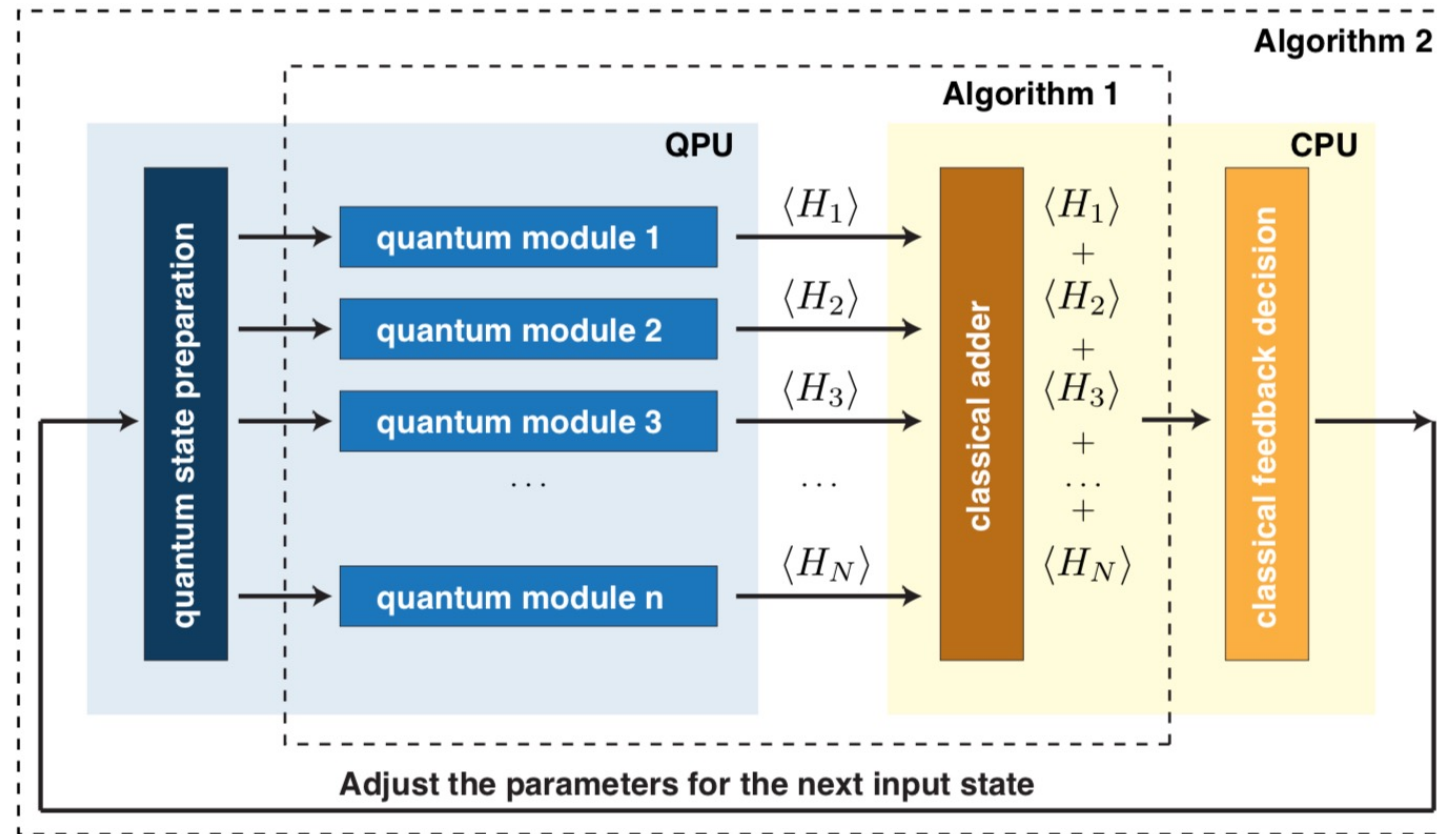 Algorithm 2
Algorithm 1
QPU
CPU
quantum state preparation
quantum module 1
quantum module 2
quantum module 3
...
quantum module n
⟨H₁⟩
⟨H₂⟩
⟨H₃⟩
...
⟨H_N⟩
classical adder
⟨H₁⟩
+
⟨H₂⟩
+
⟨H₃⟩
+
...
+
⟨H_N⟩
classical feedback decision
Adjust the parameters for the next input state